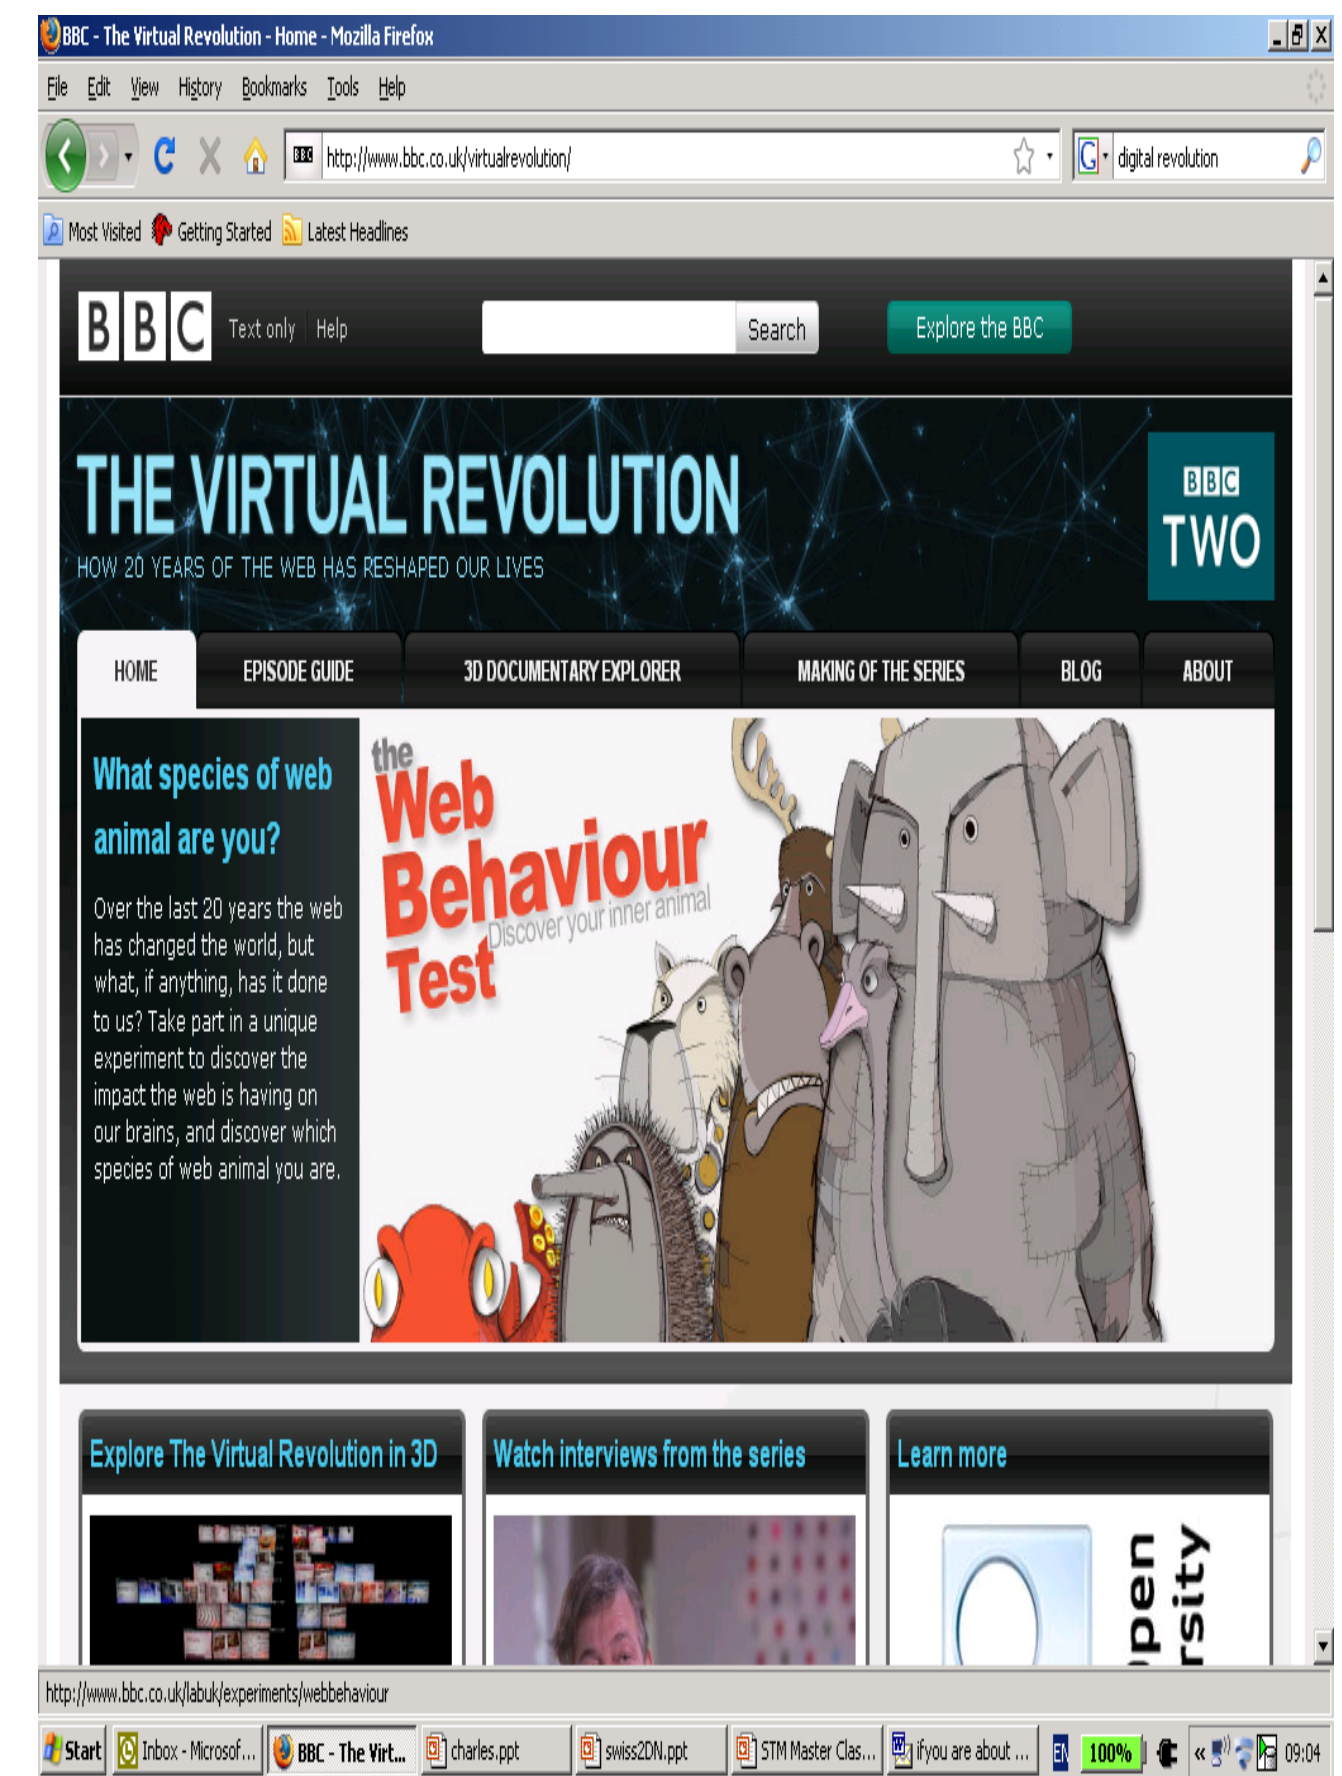 BBC - The Virtual Revolution - Home - Mozilla Firefox
File Edit View History Bookmarks Tools Help
BBC http://www.bbc.co.uk/virtualrevolution/ G digital revolution
Most Visited Getting Started Latest Headlines
BBC Text only Help Search Explore the BBC
THE VIRTUAL REVOLUTION
HOW 20 YEARS OF THE WEB HAS RESHAPED OUR LIVES
BBC
TWO
HOME EPISODE GUIDE 3D DOCUMENTARY EXPLORER MAKING OF THE SERIES BLOG ABOUT
What species of web
animal are you?
Over the last 20 years the web
has changed the world, but
what, if anything, has it done
to us? Take part in a unique
experiment to discover the
impact the web is having on
our brains, and discover which
species of web animal you are.
the
Web
Behaviour
Discover your inner animal
Test
Explore The Virtual Revolution in 3D
Watch interviews from the series
Learn more
pen
rsity
http://www.bbc.co.uk/labuk/experiments/webbehaviour
Start Inbox - Microsof... BBC - The Virt... charles.ppt swiss2DN.ppt STM Master Clas... ifyou are about ... EN 100% « 09:04